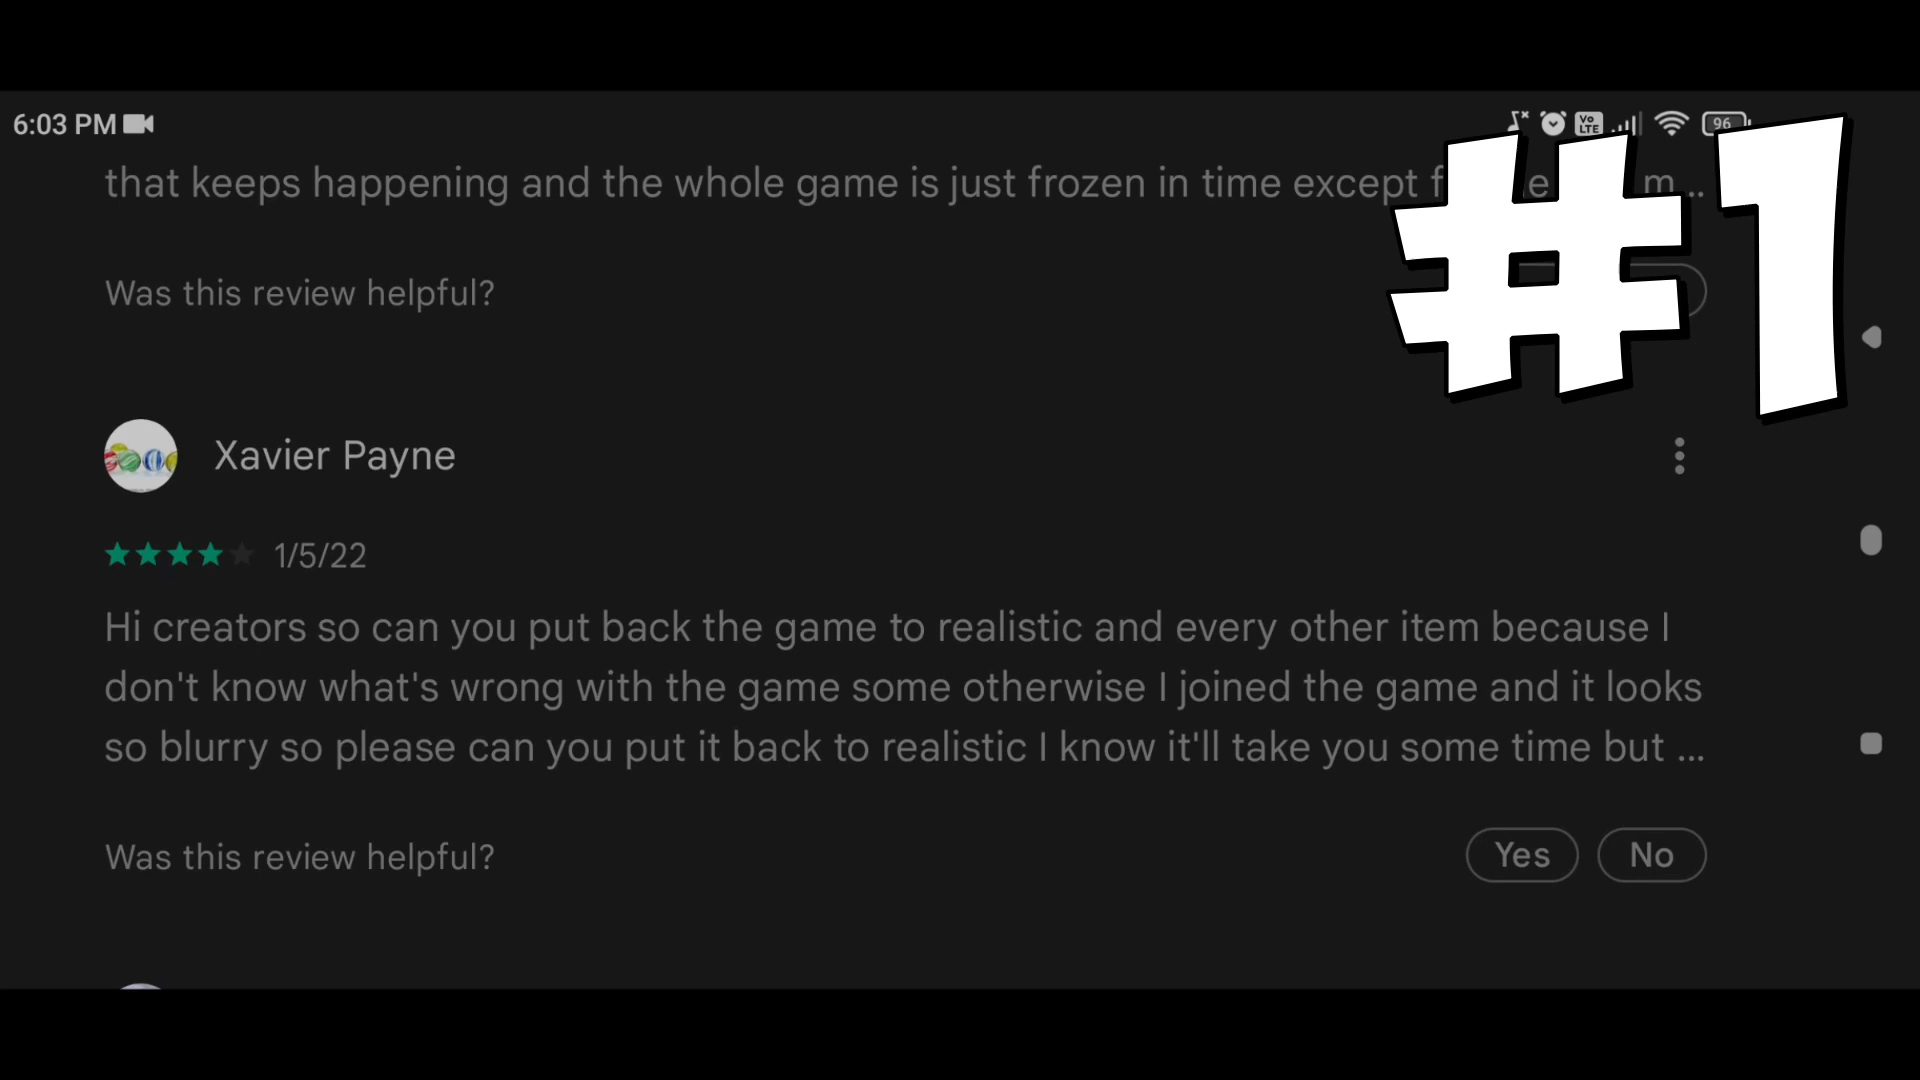 6:03 PM
Vo LTE
96
#1
that keeps happening and the whole game is just frozen in time except
Was this review helpful?
Xavier Payne
1/5/22
Hi creators so can you put back the game to realistic and every other item because I
don't know what's wrong with the game some otherwise I joined the game and it looks
so blurry so please can you put it back to realistic I know it'll take you some time but ...
Was this review helpful?
Yes
No